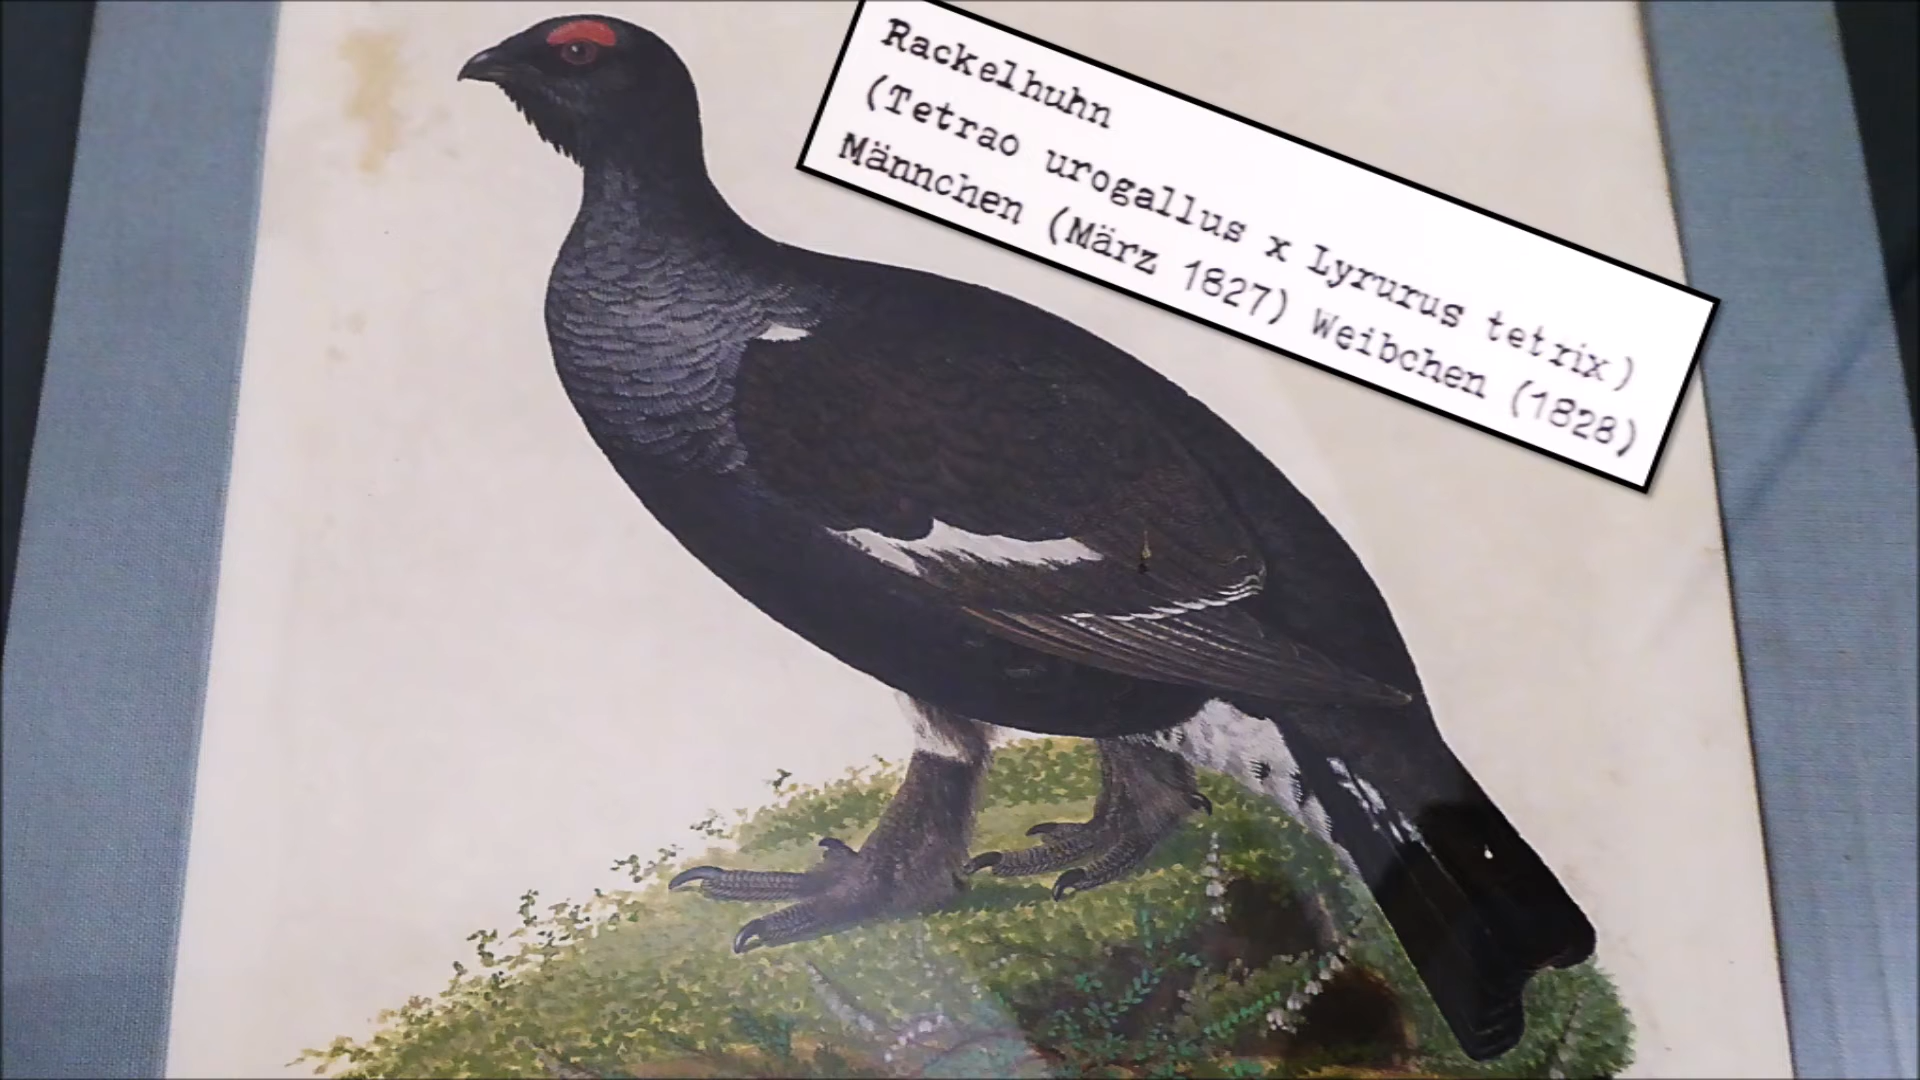 Rackelhuhn
(Tetrao urogallus x Lyrurus tetrix)
Männchen (März 1827) Weibchen (1828)